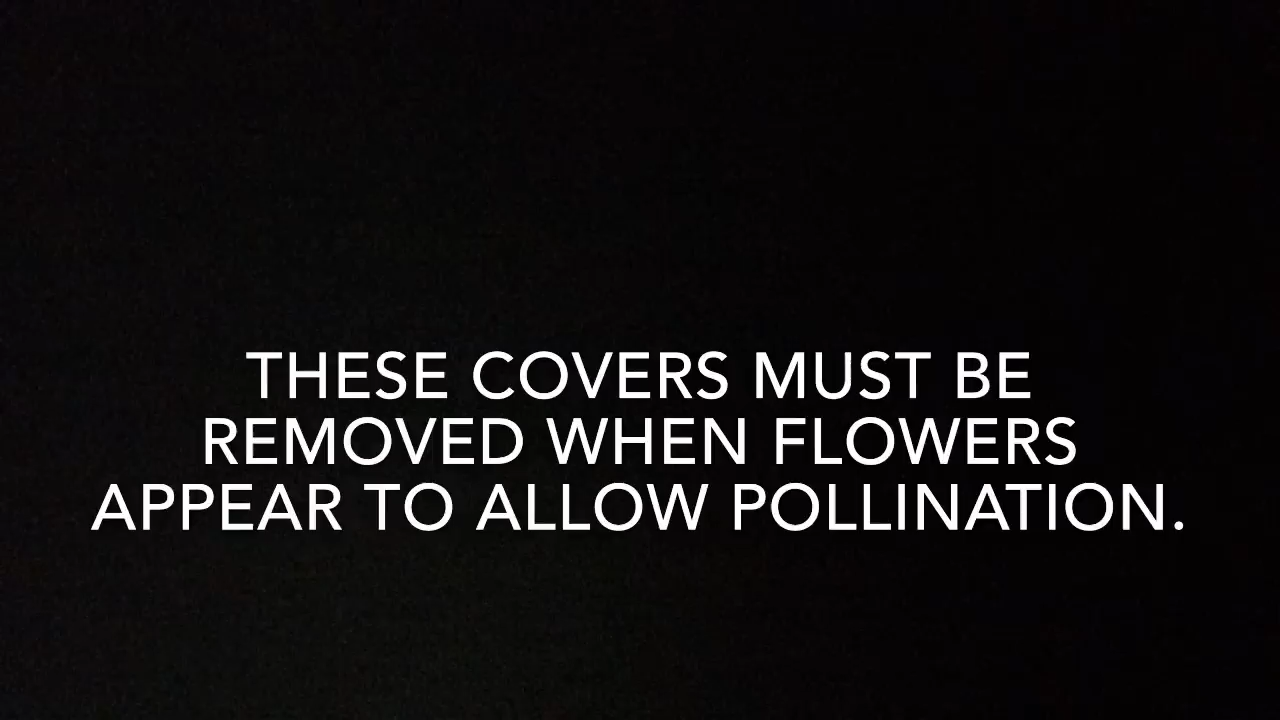 THESE COVERS MUST BE
REMOVED WHEN FLOWERS
APPEAR TO ALLOW POLLINATION.